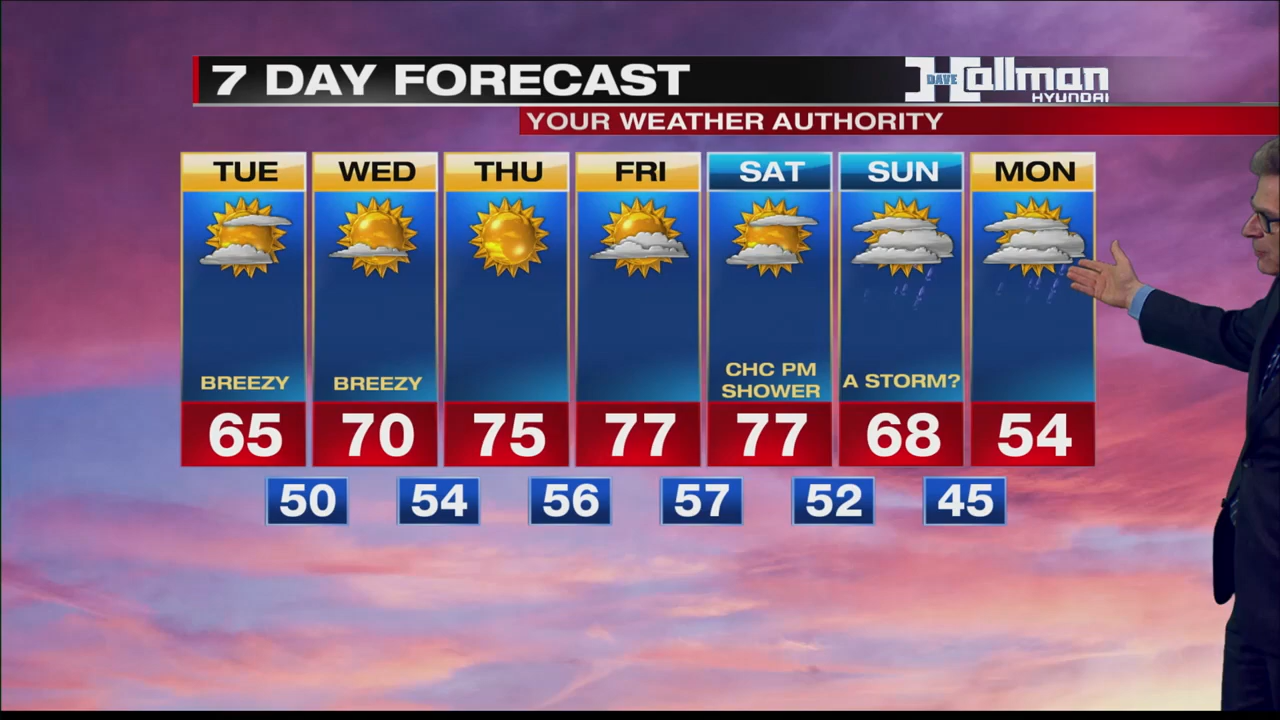 7 DAY FORECAST
DAVE Hallman
HYUNDAI
YOUR WEATHER AUTHORITY
TUE WED THU FRI SAT SUN MON
BREEZY BREEZY CHC PM SHOWER A STORM?
65 70 75 77 77 68 54
50 54 56 57 52 45